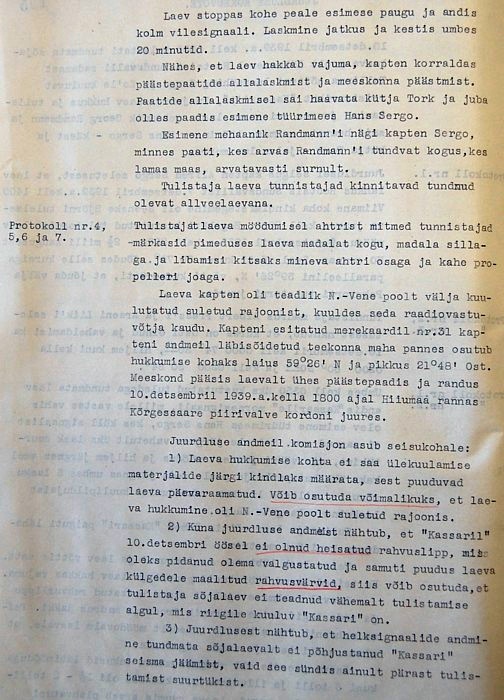 Laev stoppas kohe peale esimese paugu ja andis
kolm vilesignaali. Laskmine jatkus ja kestis umbes
20 minutid.
Nähes, et laev hakkab vajuma, kapten korraldas
päästepaatide allalaskmist ja meeskonna päästmist.
Paatide allalaskmisel sai haavata kütja Tork ja juba
olles paadis esimene tüürimees Hans Sergo.
Esimene mehaanik Randmann'i nägi kapten Sergo,
minnes paati, kes arvas Randmann'i tundvat kogus, kes
lamas maas, arvatavasti surnult.
Tulistaja laeva tunnistajad kinnitavad tundnud
olevat allveelaevana.
Protokoll nr.4,
5,6 ja 7.
Tulistajatlaeva möödumisel ahtrist mitmed tunnistajad
märkasid pimeduses laeva madalat kogu, madala silla-
ga ja libamisi kitsaks mineva ahtri osaga ja kahe pro-
pelleri joaga.
Laeva kapten oli teadlik N.-Vene poolt välja kuu-
lutatud suletud rajoonist, kuuldes seda raadiovastu-
võtja kaudu. Kapteni esitatud merekaardil nr.31 kap-
teni andmeil läbisõidetud teekonna maha pannes osutub
hukkumise kohaks laius 59°26' N ja pikkus 21°48' Ost.
Meeskond pääsis laevalt ühes päästepaadis ja randus
10.detsembril 1939.a.kella 1800 ajal Hiiumaa rannas
Kõrgessaare piirivalve kordoni juures.
Juurdluse andmeil komisjon asub seisukohale:
1) Laeva hukkumise kohta ei saa ülekuulamise
materjalide järgi kindlaks määrata, sest puuduvad
laeva päevaraamatud. Võib osutuda võimalikuks, et lae-
va hukkumine oli N.-Vene poolt suletud rajoonis.
2) Kuna juurdluse andmeist nähtub, et "Kassaril"
10.detsembri öösel ei olnud heisatud rahvuslipp, mis
oleks pidanud olema valgustatud ja samuti puudus laeva
külgedele maalitud rahvusvärvid, siis võib osutuda, et
tulistaja sõjalaev ei teadnud vähemalt tulistamise
algul, mis riigile kuuluv "Kassari" on.
3) Juurdlusest nähtub, et helksignaalide andmi-
ne tundmata sõjalaevalt ei põhjustanud "Kassari"
seisma jäämist, vaid see sündis ainult pärast tulis-
tamist suurtükist.